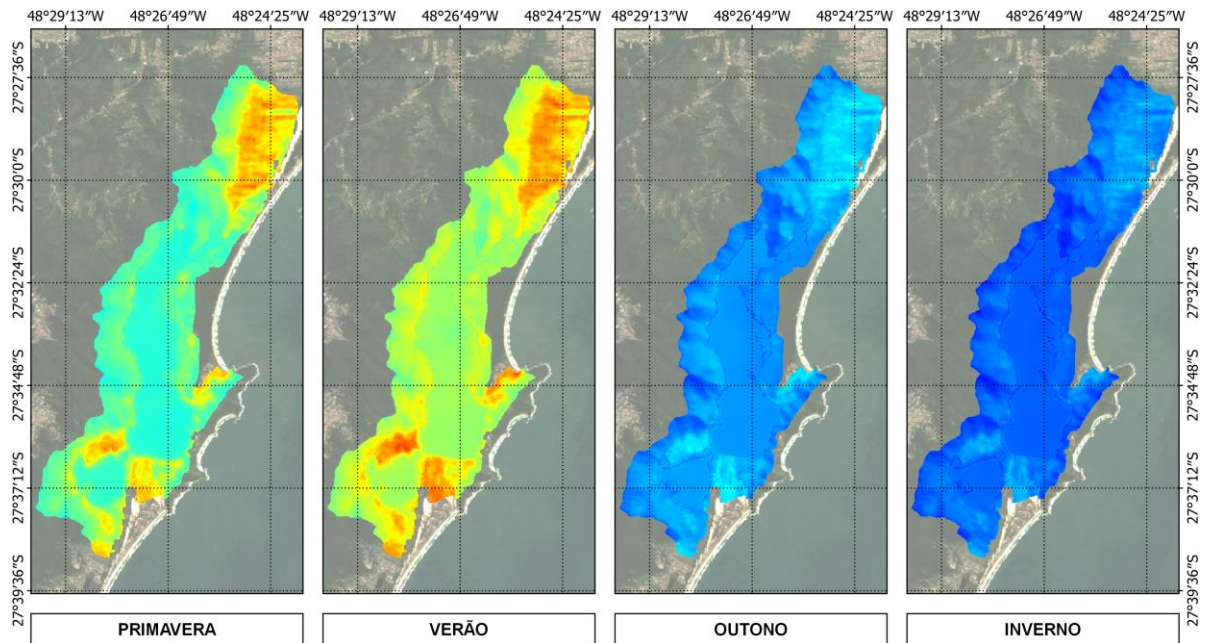 48°29'13"W 48°26'49"W 48°24'25"W 48°29'13"W 48°26'49"W 48°24'25"W 48°29'13"W 48°26'49"W 48°24'25"W 48°29'13"W 48°26'49"W 48°24'25"W
27°27'36"S 27°27'36"S
27°30'0"S 27°30'0"S
27°32'24"S 27°32'24"S
27°34'48"S 27°34'48"S
27°37'12"S 27°37'12"S
27°39'36"S 27°39'36"S
PRIMAVERA VERÃO OUTONO INVERNO